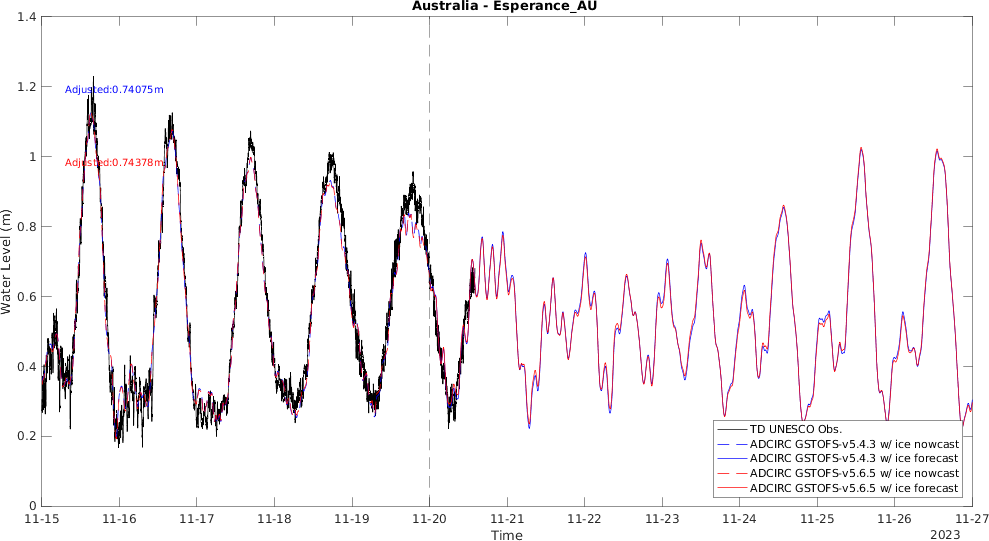 Australia - Esperance_AU
1.4
1.2
1
0.8
0.6
0.4
0.2
0
Water Level (m)
Adjusted:0.74075m
Adjusted:0.74378m
TD UNESCO Obs.
ADCIRC GSTOFS-v5.4.3 w/ ice nowcast
ADCIRC GSTOFS-v5.4.3 w/ ice forecast
ADCIRC GSTOFS-v5.6.5 w/ ice nowcast
ADCIRC GSTOFS-v5.6.5 w/ ice forecast
11-15 11-16 11-17 11-18 11-19 11-20 11-21 11-22 11-23 11-24 11-25 11-26 11-27
Time
2023